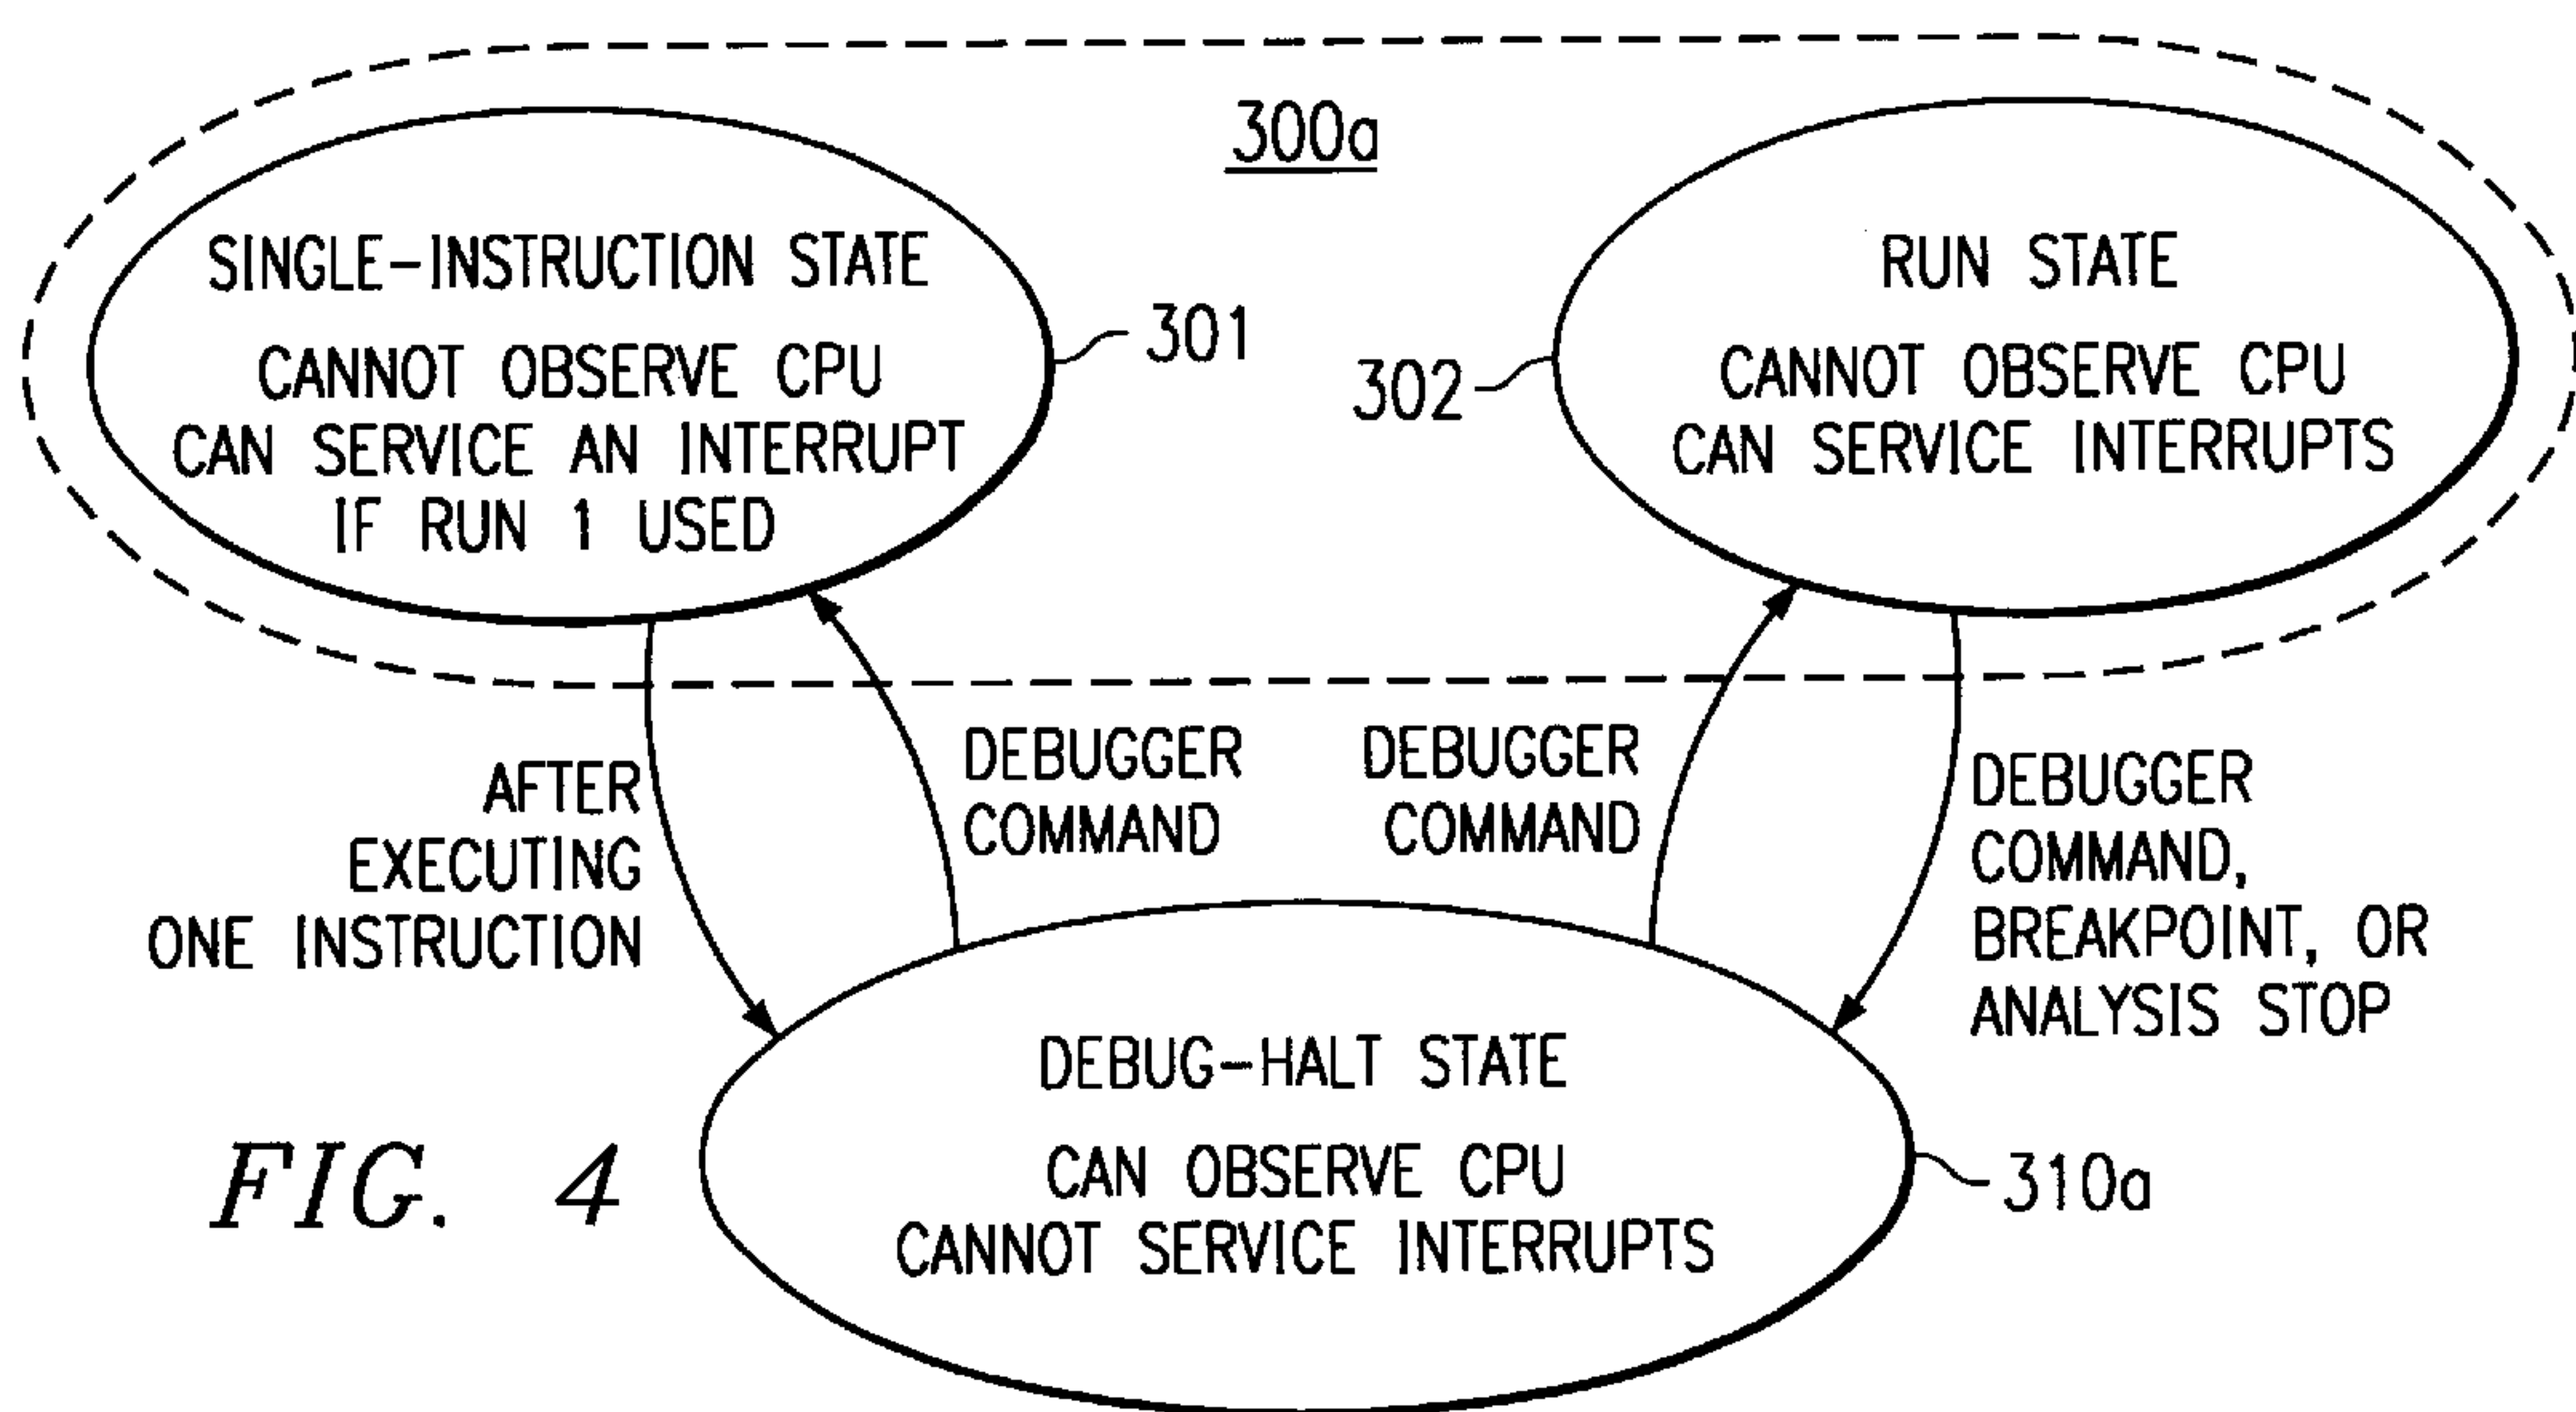 300a
SINGLE-INSTRUCTION STATE
CANNOT OBSERVE CPU
CAN SERVICE AN INTERRUPT
IF RUN 1 USED
301
RUN STATE
CANNOT OBSERVE CPU
CAN SERVICE INTERRUPTS
302
AFTER
EXECUTING
ONE INSTRUCTION
DEBUGGER
COMMAND
DEBUGGER
COMMAND
DEBUGGER
COMMAND,
BREAKPOINT, OR
ANALYSIS STOP
DEBUG-HALT STATE
CAN OBSERVE CPU
CANNOT SERVICE INTERRUPTS
310a
FIG. 4